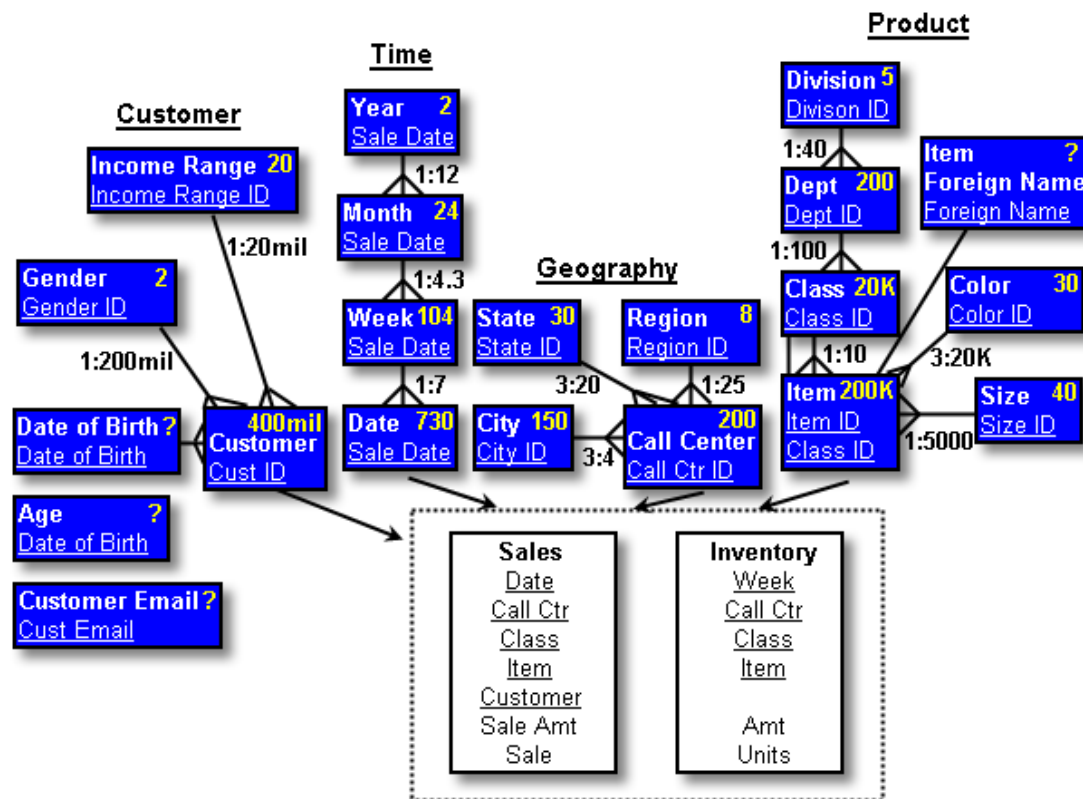 Customer
Income Range 20
Income Range ID
1:20mil
Gender 2
Gender ID
1:200mil
Date of Birth ?
Date of Birth
400mil
Customer
Cust ID
Age ?
Date of Birth
Customer Email ?
Cust Email
Time
Year 2
Sale Date
1:12
Month 24
Sale Date
1:4.3
Week 104
Sale Date
1:7
Date 730
Sale Date
Geography
State 30
State ID
3:20
Region 8
Region ID
1:25
City 150
City ID
3:4
200
Call Center
Call Ctr ID
Product
Division 5
Divison ID
1:40
Dept 200
Dept ID
1:100
Class 20K
Class ID
1:10
Item ?
Foreign Name
Foreign Name
Color 30
Color ID
3:20K
Item 200K
Item ID
Class ID
Size 40
Size ID
1:5000
Sales
Date
Call Ctr
Class
Item
Customer
Sale Amt
Sale
Inventory
Week
Call Ctr
Class
Item
Amt
Units